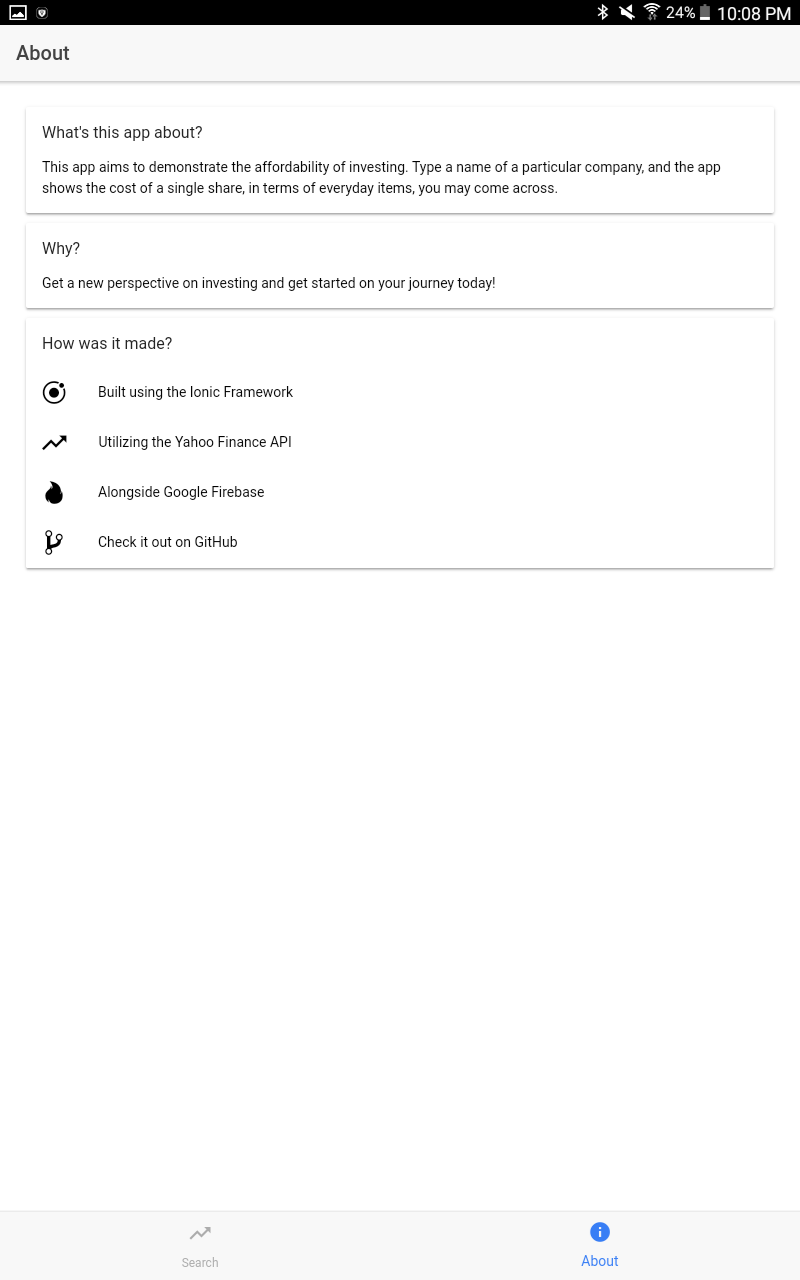 24% 10:08 PM
About
What's this app about?
This app aims to demonstrate the affordability of investing. Type a name of a particular company, and the app
shows the cost of a single share, in terms of everyday items, you may come across.
Why?
Get a new perspective on investing and get started on your journey today!
How was it made?
Built using the Ionic Framework
Utilizing the Yahoo Finance API
Alongside Google Firebase
Check it out on GitHub
Search
About